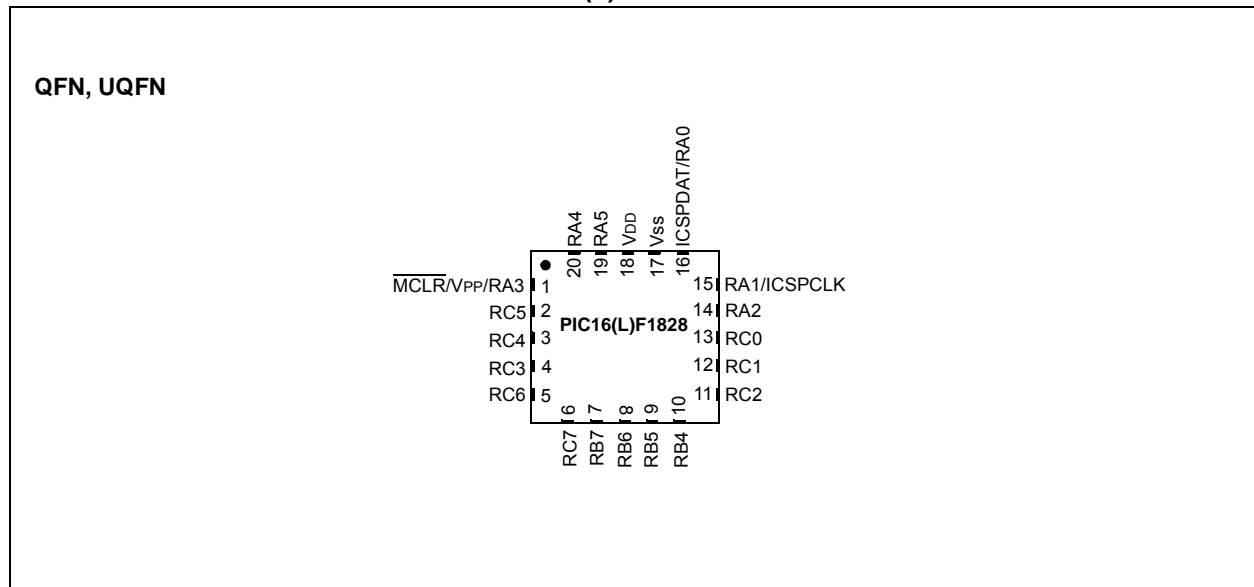 QFN, UQFN
20 RA4
19 RA5
18 VDD
17 Vss
16 ICSPDAT/RA0
MCLR/VPP/RA3 1
RC5 2
RC4 3
RC3 4
RC6 5
PIC16(L)F1828
15 RA1/ICSPCLK
14 RA2
13 RC0
12 RC1
11 RC2
RC7 6
RB7 7
RB6 8
RB5 9
RB4 10